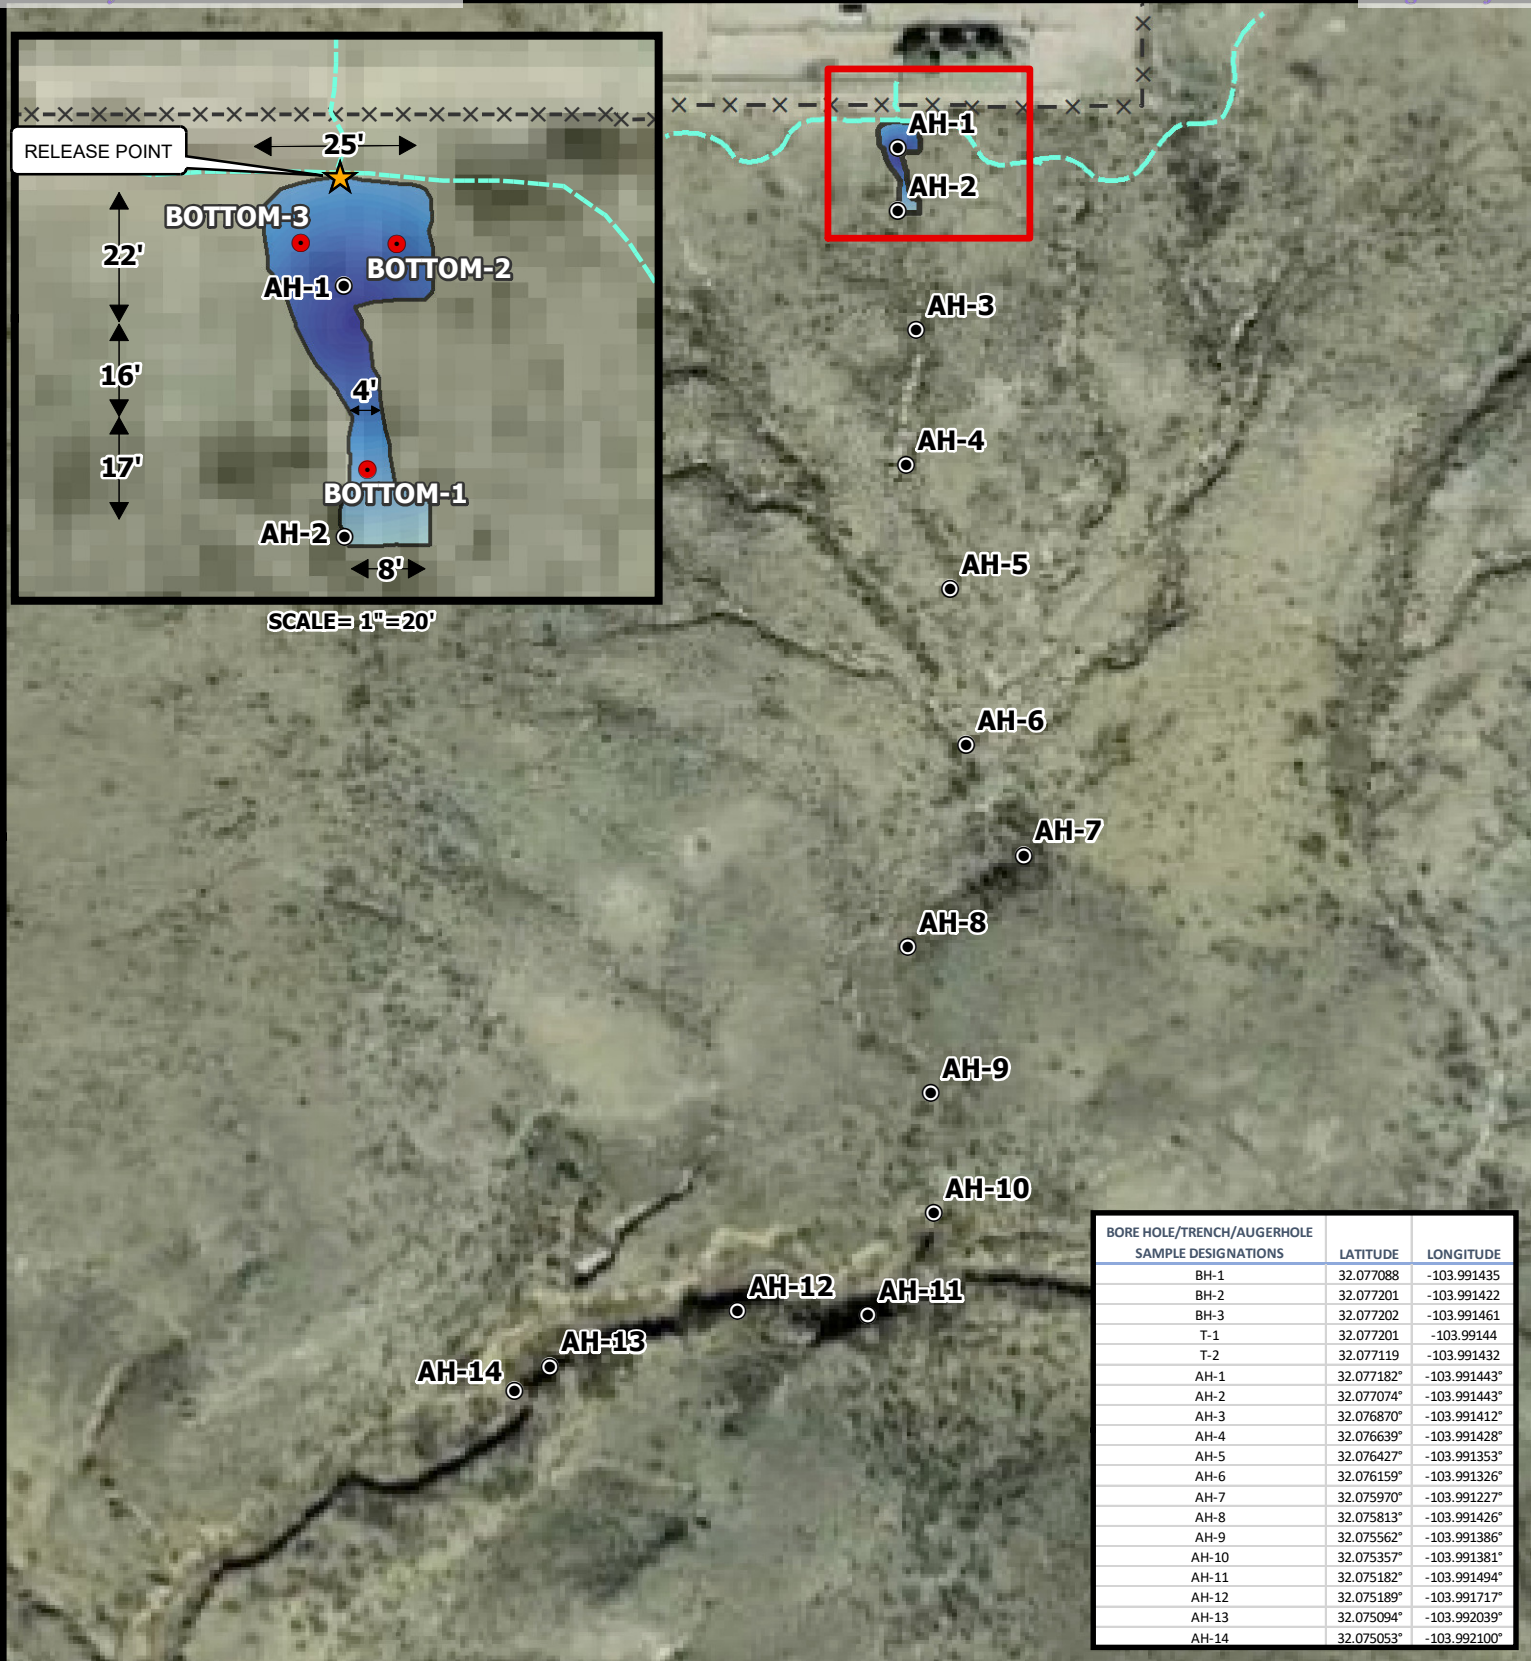 RELEASE POINT
25'
BOTTOM-3
22'
BOTTOM-2
AH-1
16'
4'
17'
BOTTOM-1
AH-2
8'
SCALE= 1"=20'
AH-1
AH-2
AH-3
AH-4
AH-5
AH-6
AH-7
AH-8
AH-9
AH-10
AH-12
AH-11
AH-13
AH-14
BORE HOLE/TRENCH/AUGERHOLE
SAMPLE DESIGNATIONS LATITUDE LONGITUDE
BH-1 32.077088 -103.991435
BH-2 32.077201 -103.991422
BH-3 32.077202 -103.991461
T-1 32.077201 -103.99144
T-2 32.077119 -103.991432
AH-1 32.077182° -103.991443°
AH-2 32.077074° -103.991443°
AH-3 32.076870° -103.991412°
AH-4 32.076639° -103.991428°
AH-5 32.076427° -103.991353°
AH-6 32.076159° -103.991326°
AH-7 32.075970° -103.991227°
AH-8 32.075813° -103.991426°
AH-9 32.075562° -103.991386°
AH-10 32.075357° -103.991381°
AH-11 32.075182° -103.991494°
AH-12 32.075189° -103.991717°
AH-13 32.075094° -103.992039°
AH-14 32.075053° -103.992100°